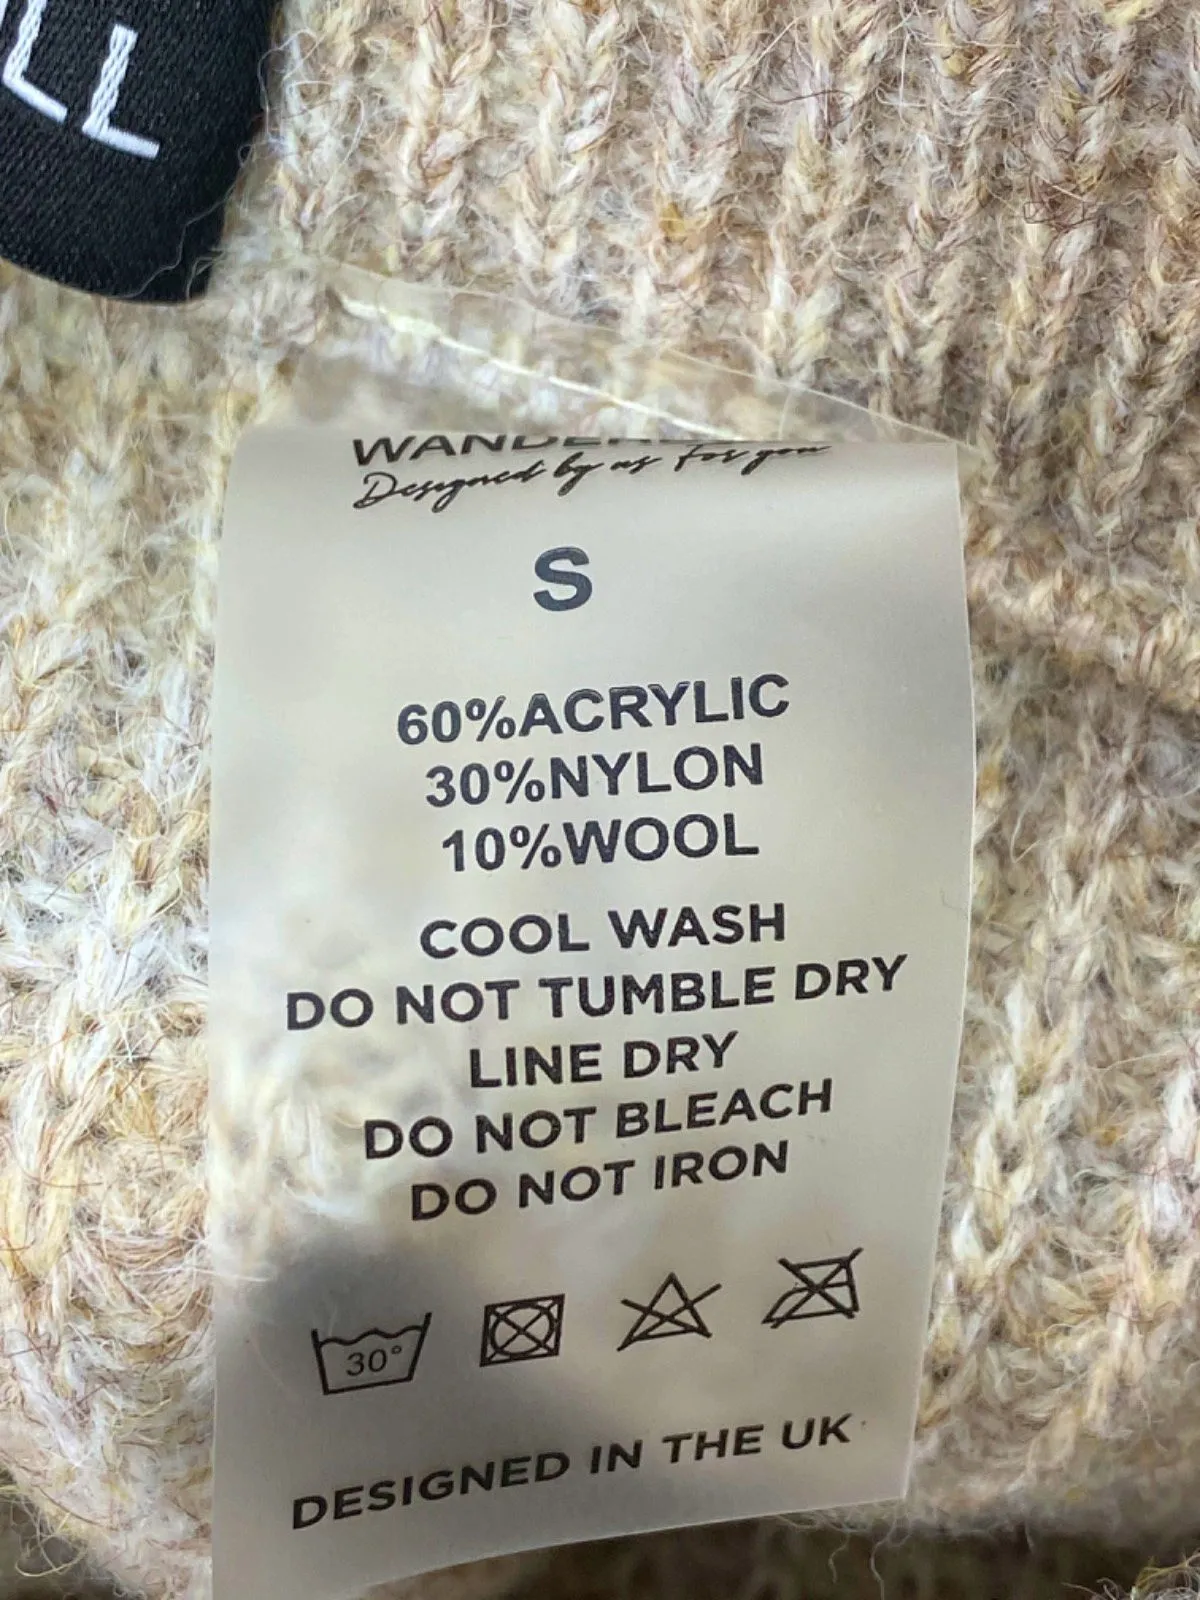 Designed by us For you
S
60%ACRYLIC
30%NYLON
10%WOOL
COOL WASH
DO NOT TUMBLE DRY
LINE DRY
DO NOT BLEACH
DO NOT IRON
30°
DESIGNED IN THE UK